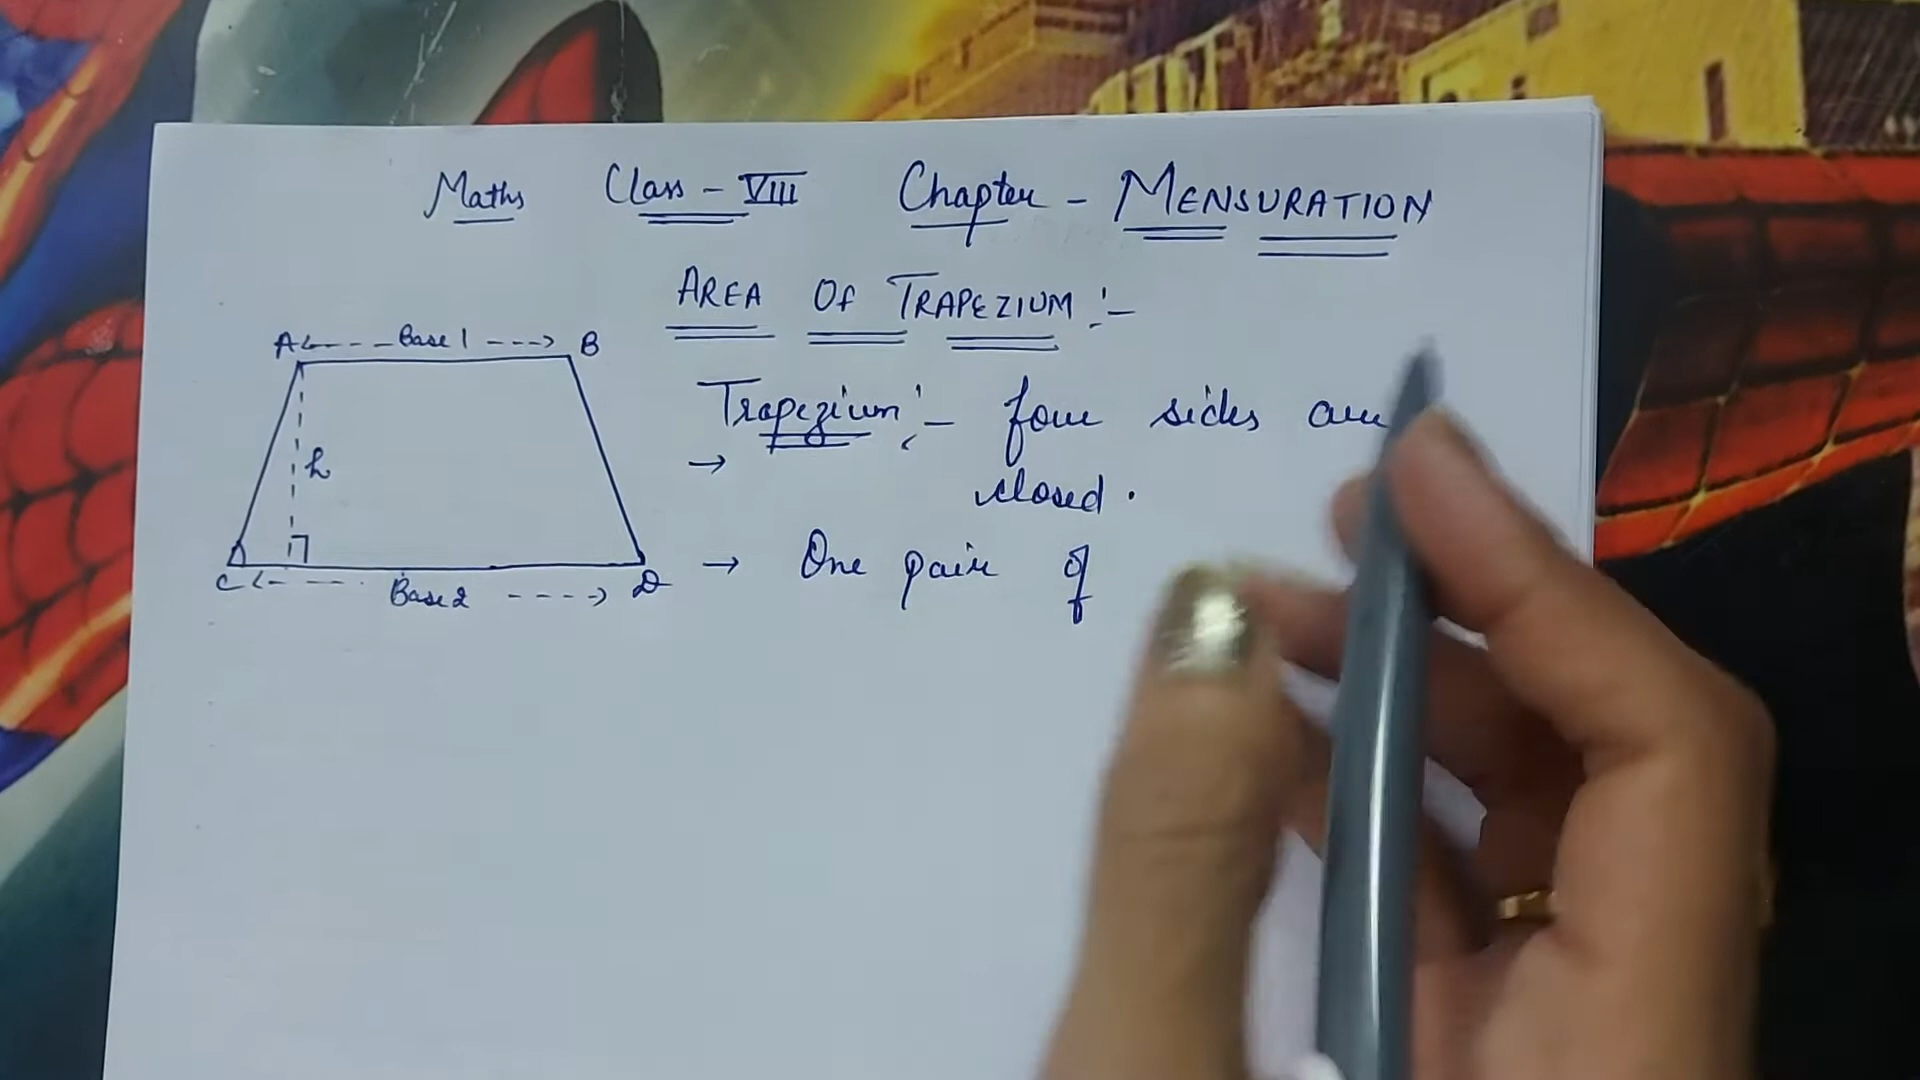 Maths Class - VIII Chapter - MENSURATION
AREA OF TRAPEZIUM :-
A <--- Base 1 ---> B
Trapezium :- four sides are
→ closed.
h
→ One pair of
C <--- Base 2 ----> D